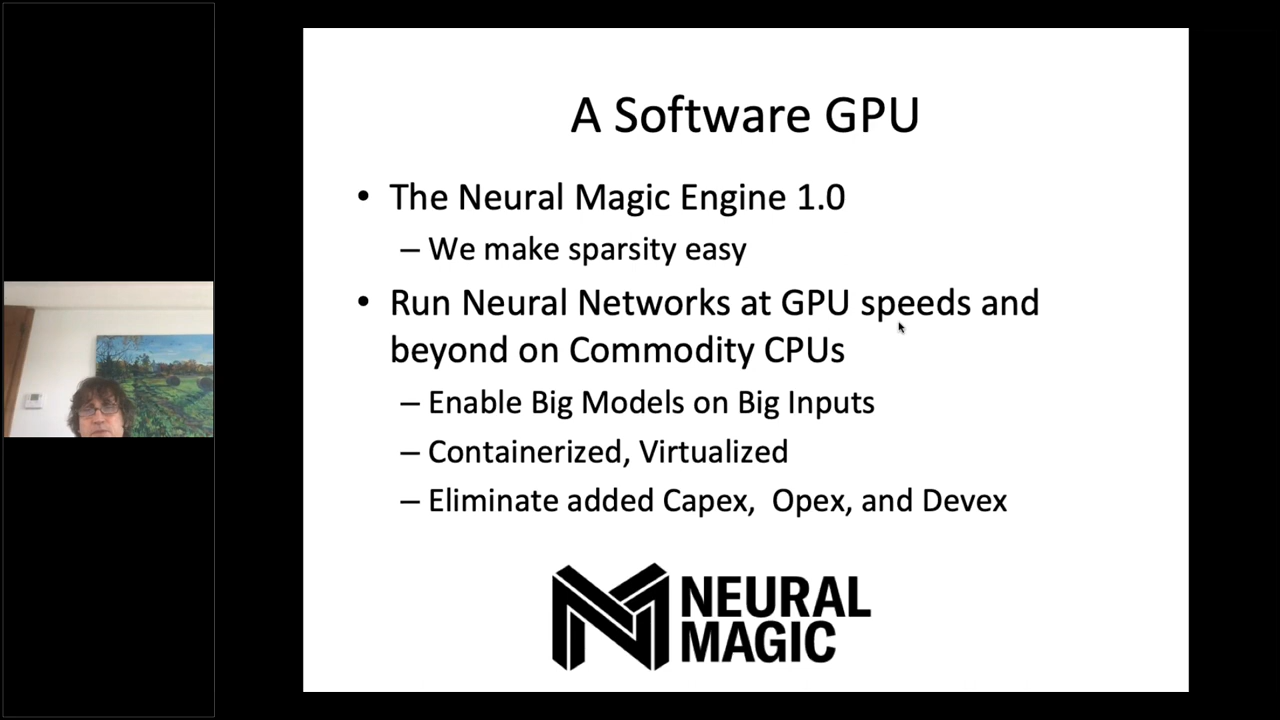 A Software GPU
• The Neural Magic Engine 1.0
– We make sparsity easy
• Run Neural Networks at GPU speeds and
beyond on Commodity CPUs
– Enable Big Models on Big Inputs
– Containerized, Virtualized
– Eliminate added Capex,  Opex, and Devex
NEURAL
MAGIC